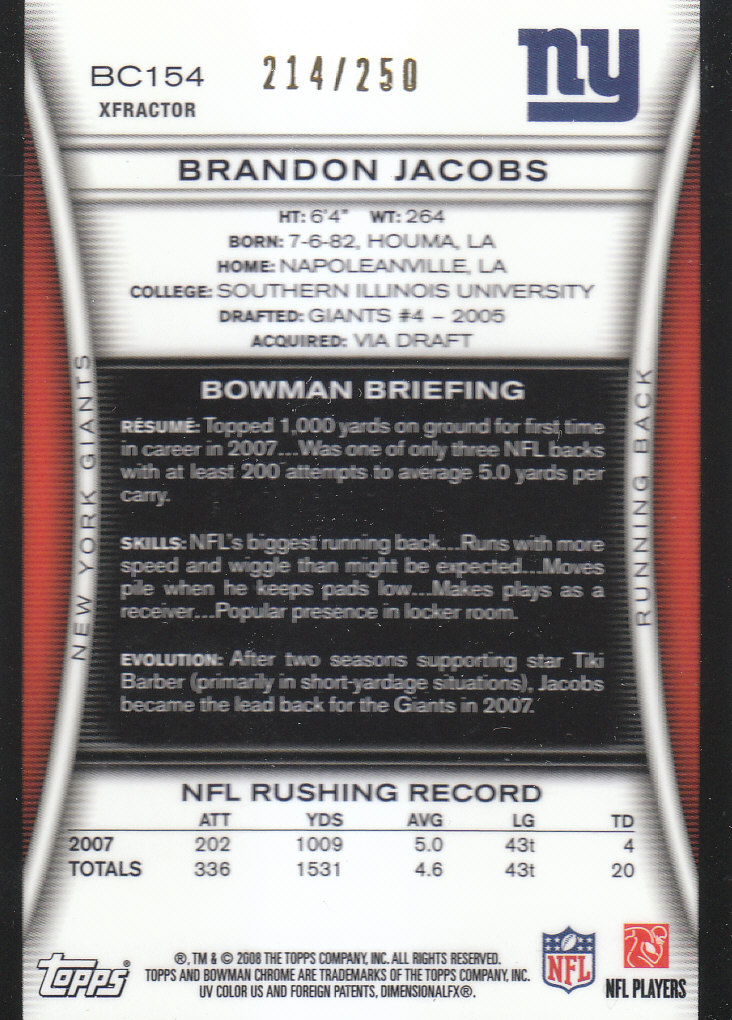 BC154
XFRACTOR
214/250
ny
BRANDON JACOBS
HT: 6'4" WT: 264
BORN: 7-6-82, HOUMA, LA
HOME: NAPOLEANVILLE, LA
COLLEGE: SOUTHERN ILLINOIS UNIVERSITY
DRAFTED: GIANTS #4 – 2005
ACQUIRED: VIA DRAFT
NEW YORK GIANTS
RUNNING BACK
BOWMAN BRIEFING
RÉSUMÉ: Topped 1,000 yards on ground for first time
in career in 2007...Was one of only three NFL backs
with at least 200 attempts to average 5.0 yards per
carry.
SKILLS: NFL's biggest running back...Runs with more
speed and wiggle than might be expected...Moves
pile when he keeps pads low...Makes plays as a
receiver...Popular presence in locker room.
EVOLUTION: After two seasons supporting star Tiki
Barber (primarily in short-yardage situations), Jacobs
became the lead back for the Giants in 2007.
NFL RUSHING RECORD
ATT YDS AVG LG TD
2007 202 1009 5.0 43t 4
TOTALS 336 1531 4.6 43t 20
Topps®
®, TM & © 2008 THE TOPPS COMPANY, INC. ALL RIGHTS RESERVED.
TOPPS AND BOWMAN CHROME ARE TRADEMARKS OF THE TOPPS COMPANY, INC.
UV COLOR US AND FOREIGN PATENTS, DIMENSIONALFX®.
NFL
NFL PLAYERS